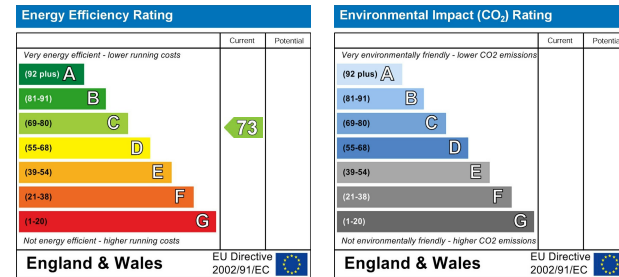 Energy Efficiency Rating
Current Potential
Very energy efficient - lower running costs
(92 plus) A
(81-91) B
(69-80) C
73
(55-68) D
(39-54) E
(21-38) F
(1-20) G
Not energy efficient - higher running costs
England & Wales
EU Directive
2002/91/EC
Environmental Impact (CO₂) Rating
Current Potential
Very environmentally friendly - lower CO2 emissions
(92 plus) A
(81-91) B
(69-80) C
(55-68) D
(39-54) E
(21-38) F
(1-20) G
Not environmentally friendly - higher CO2 emissions
England & Wales
EU Directive
2002/91/EC